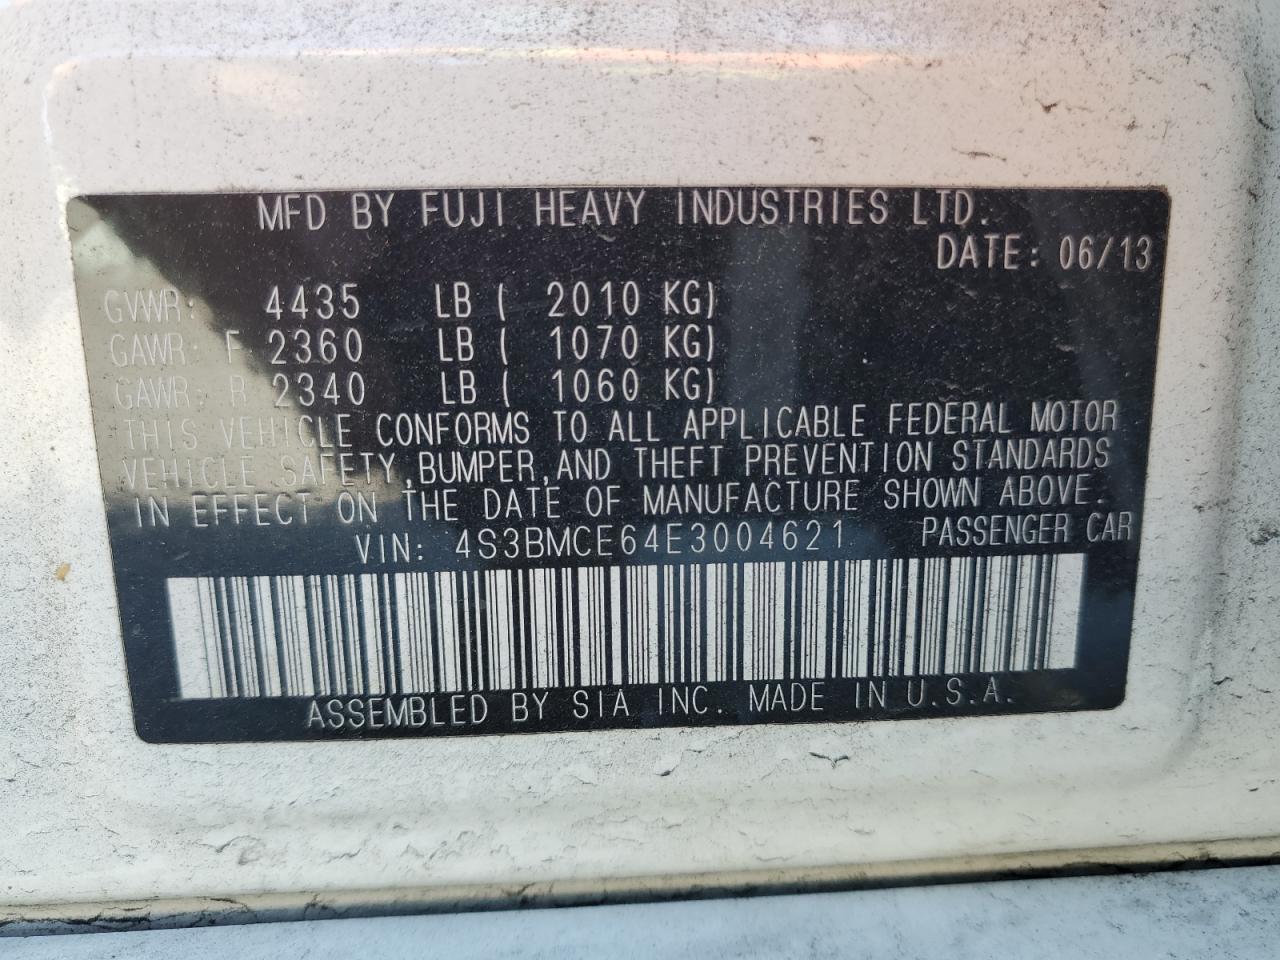 MFD BY FUJI HEAVY INDUSTRIES LTD.
DATE: 06/13
GVWR: 4435 LB ( 2010 KG)
GAWR: F 2360 LB ( 1070 KG)
GAWR: R 2340 LB ( 1060 KG)
THIS VEHICLE CONFORMS TO ALL APPLICABLE FEDERAL MOTOR
VEHICLE SAFETY,BUMPER,AND THEFT PREVENTION STANDARDS
IN EFFECT ON THE DATE OF MANUFACTURE SHOWN ABOVE.
VIN: 4S3BMCE64E3004621 PASSENGER CAR
ASSEMBLED BY SIA INC. MADE IN U.S.A.